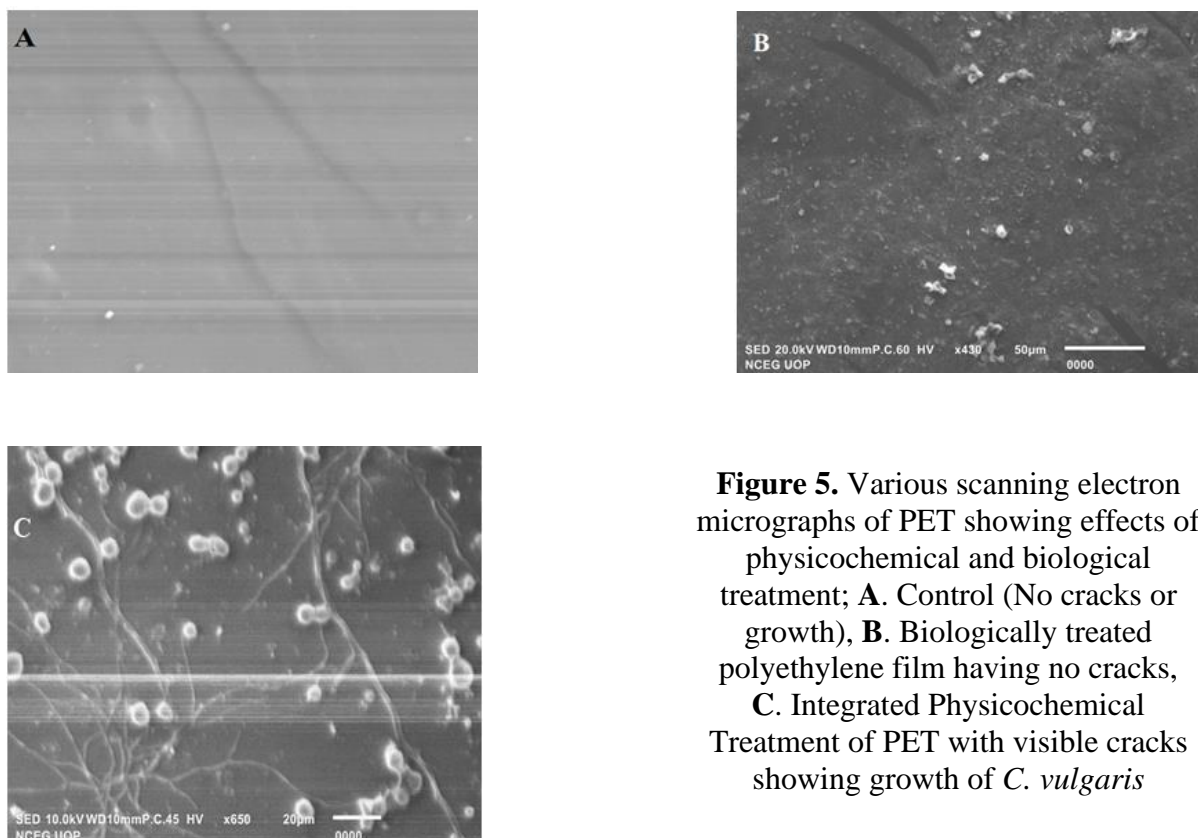 A
B
SED 20.0kV WD10mmP.C.60 HV x430 50µm
0000
NCEG UOP
C
SED 10.0kV WD10mmP.C.45 HV x650 20µm
0000
NCEG UOP
Figure 5. Various scanning electron
micrographs of PET showing effects of
physicochemical and biological
treatment; A. Control (No cracks or
growth), B. Biologically treated
polyethylene film having no cracks,
C. Integrated Physicochemical
Treatment of PET with visible cracks
showing growth of C. vulgaris